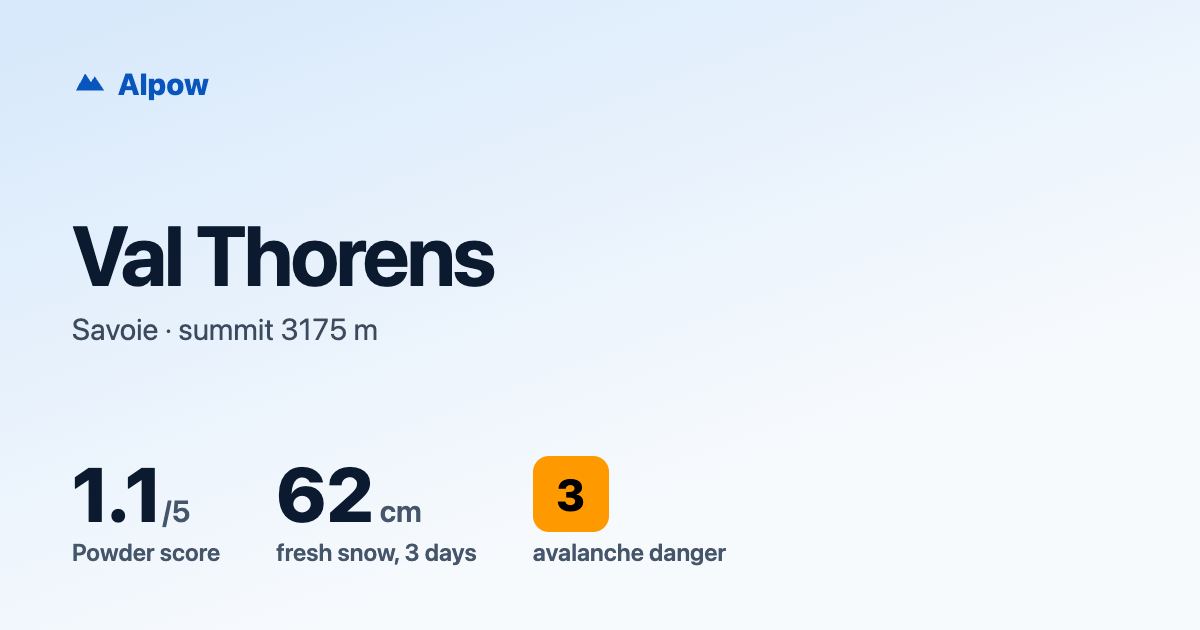 Alpow
Val Thorens
Savoie · summit 3175 m
1.1/5
Powder score
62 cm
fresh snow, 3 days
3
avalanche danger